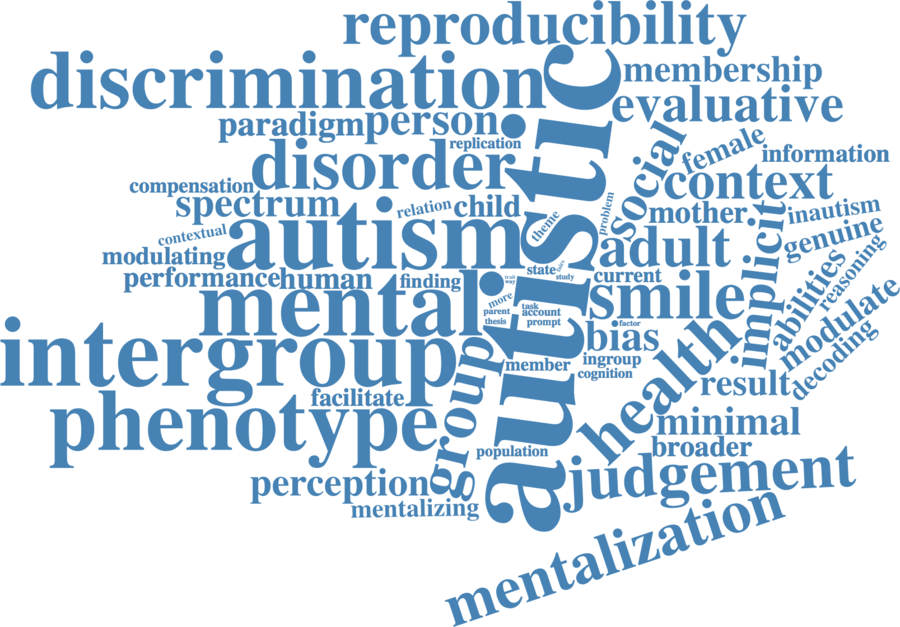 reproducibility
discrimination
membership
evaluative
paradigm
person
replication
disorder
autistic
social
female
information
compensation
context
spectrum
relation
child
theme
problem
mother
inautism
contextual
autism
adult
implicit
genuine
modulating
performance
human
finding
state
study
current
reasoning
abilities
mental
trait
way
more
parent
thesis
task
account
prompt
smile
modulate
factor
bias
decoding
intergroup
group
member
ingroup
cognition
health
result
facilitate
phenotype
minimal
broader
population
perception
judgement
mentalizing
mentalization